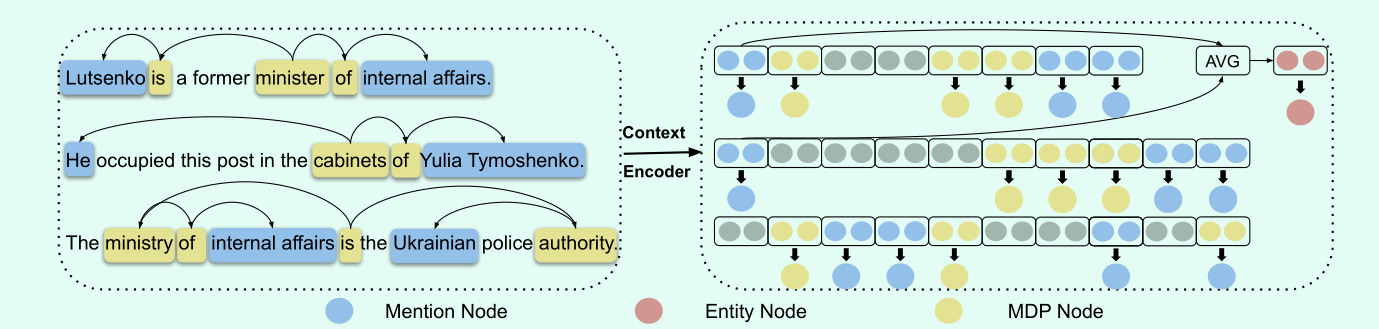 Lutsenko is a former minister of internal affairs.
He occupied this post in the cabinets of Yulia Tymoshenko.
The ministry of internal affairs is the Ukrainian police authority.
Context
Encoder
AVG
Mention Node
Entity Node
MDP Node